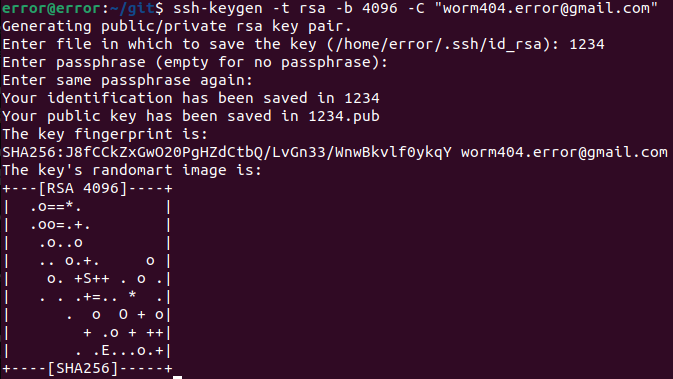 error@error:~/git$ ssh-keygen -t rsa -b 4096 -C "worm404.error@gmail.com"
Generating public/private rsa key pair.
Enter file in which to save the key (/home/error/.ssh/id_rsa): 1234
Enter passphrase (empty for no passphrase):
Enter same passphrase again:
Your identification has been saved in 1234
Your public key has been saved in 1234.pub
The key fingerprint is:
SHA256:J8fCCkZxGwO20PgHZdCtbQ/LvGn33/WnwBkvlf0ykqY worm404.error@gmail.com
The key's randomart image is:
+---[RSA 4096]----+
|  .o==*.         |
|  .oo=.+.        |
|   .o..o         |
|   .. o.+.     o |
|    o. +S++ . o .|
|   . . .+=.. *  .|
|      .  o  O + o|
|        + .o + ++|
|       . .E...o.+|
+----[SHA256]-----+